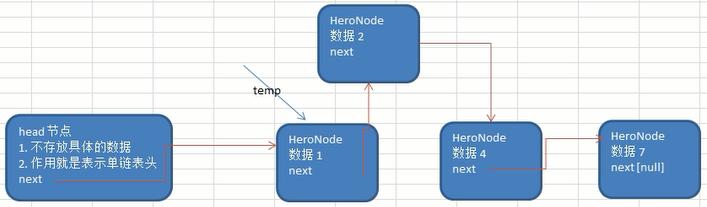 HeroNode
数据 2
next
temp
head 节点
1. 不存放具体的数据
2. 作用就是表示单链表头
next
HeroNode
数据 1
next
HeroNode
数据 4
next
HeroNode
数据 7
next [null]